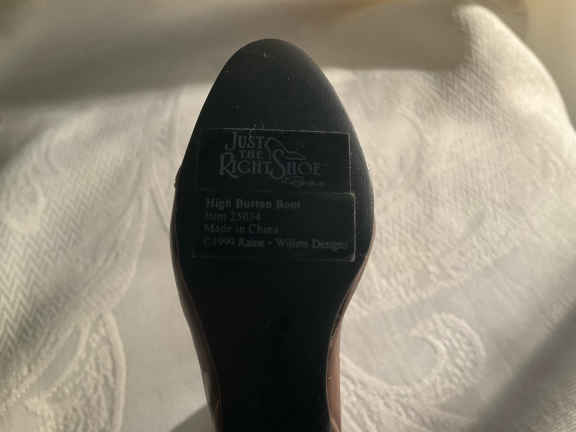 JUST
THE
RIGHT SHOE
High Button Boot
Item 25034
Made in China
©1999 Raine • Willitts Designs